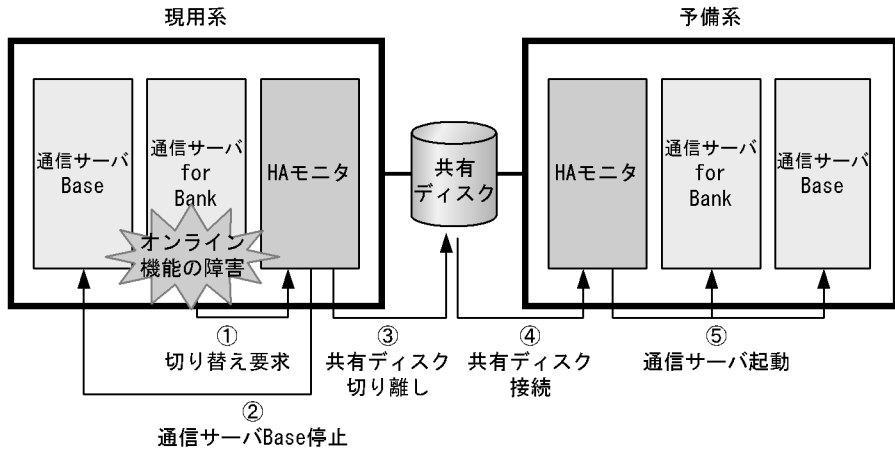 現用系
予備系
通信サーバ
Base
通信サーバ
for
Bank
HAモニタ
共有
ディスク
HAモニタ
通信サーバ
for
Bank
通信サーバ
Base
オンライン
機能の障害
①
切り替え要求
③
共有ディスク
切り離し
④
共有ディスク
接続
⑤
通信サーバ起動
②
通信サーバBase停止